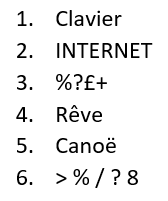 1. Clavier
2. INTERNET
3. %?£+
4. Rêve
5. Canoë
6. > % / ? 8